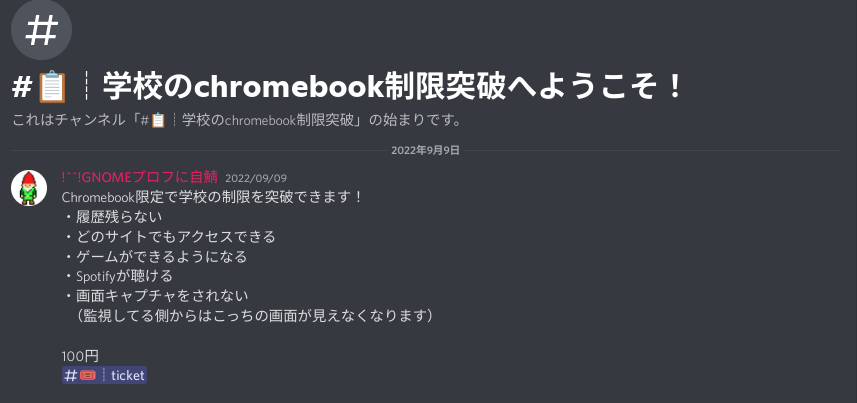 #
#📋┊学校のchromebook制限突破へようこそ！
これはチャンネル「#📋┊学校のchromebook制限突破」の始まりです。
2022年9月9日
!^^!GNOMEプロフに自鯖 2022/09/09
Chromebook限定で学校の制限を突破できます！
・履歴残らない
・どのサイトでもアクセスできる
・ゲームができるようになる
・Spotifyが聴ける
・画面キャプチャをされない
（監視してる側からはこっちの画面が見えなくなります）
100円
#🎟️┊ticket